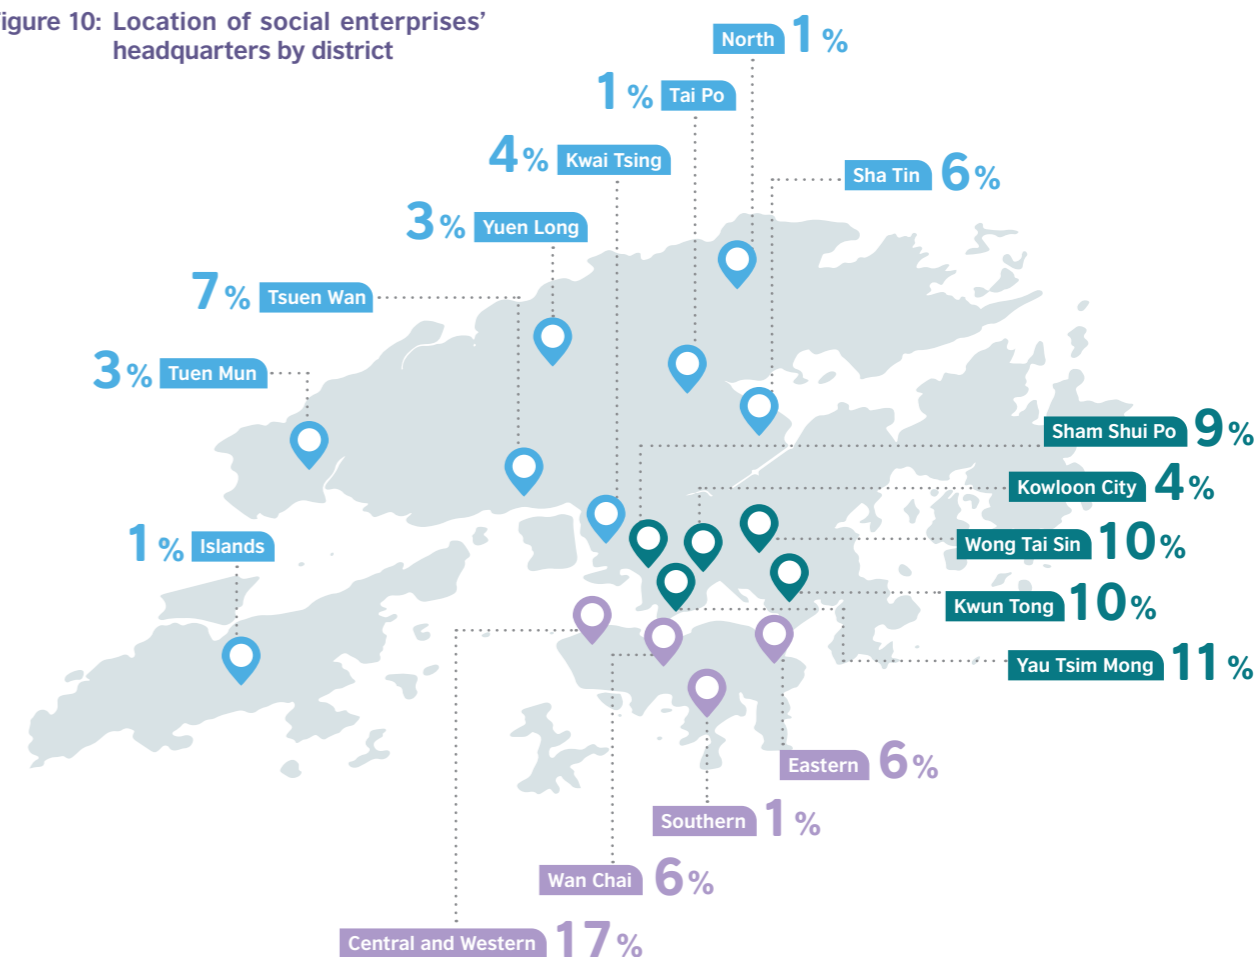 igure 10: Location of social enterprises'
headquarters by district
North 1 %
1 % Tai Po
4 % Kwai Tsing
Sha Tin 6 %
3 % Yuen Long
7 % Tsuen Wan
3 % Tuen Mun
Sham Shui Po 9 %
Kowloon City 4 %
1 % Islands
Wong Tai Sin 10 %
Kwun Tong 10 %
Yau Tsim Mong 11 %
Eastern 6 %
Southern 1 %
Wan Chai 6 %
Central and Western 17 %